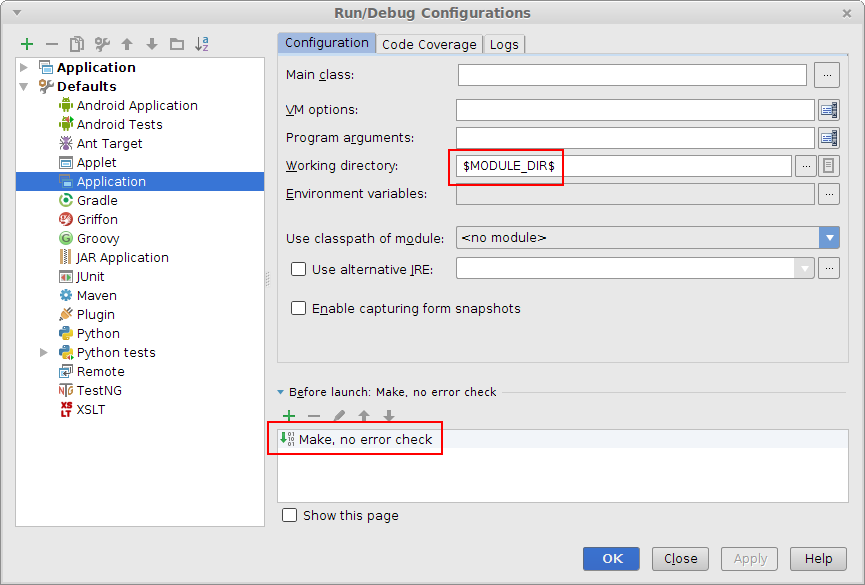 Run/Debug Configurations
Application
Defaults
Android Application
Android Tests
Ant Target
Applet
Application
Gradle
Griffon
Groovy
JAR Application
JUnit
Maven
Plugin
Python
Python tests
Remote
TestNG
XSLT
Configuration
Code Coverage
Logs
Main class:
...
VM options:
Program arguments:
Working directory:
$MODULE_DIR$
...
Environment variables:
...
Use classpath of module:
<no module>
Use alternative JRE:
...
Enable capturing form snapshots
Before launch: Make, no error check
Make, no error check
Show this page
OK
Close
Apply
Help